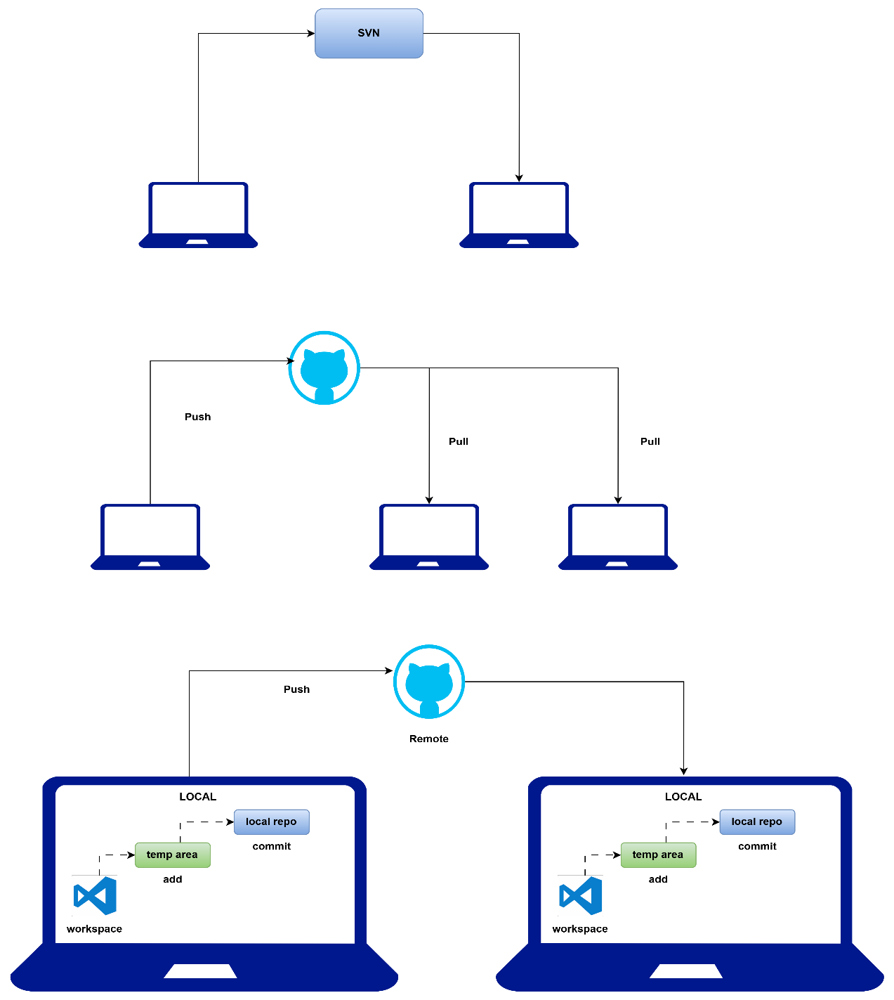 SVN
Push
Pull
Pull
Push
Remote
LOCAL
local repo
commit
temp area
add
workspace
LOCAL
local repo
commit
temp area
add
workspace